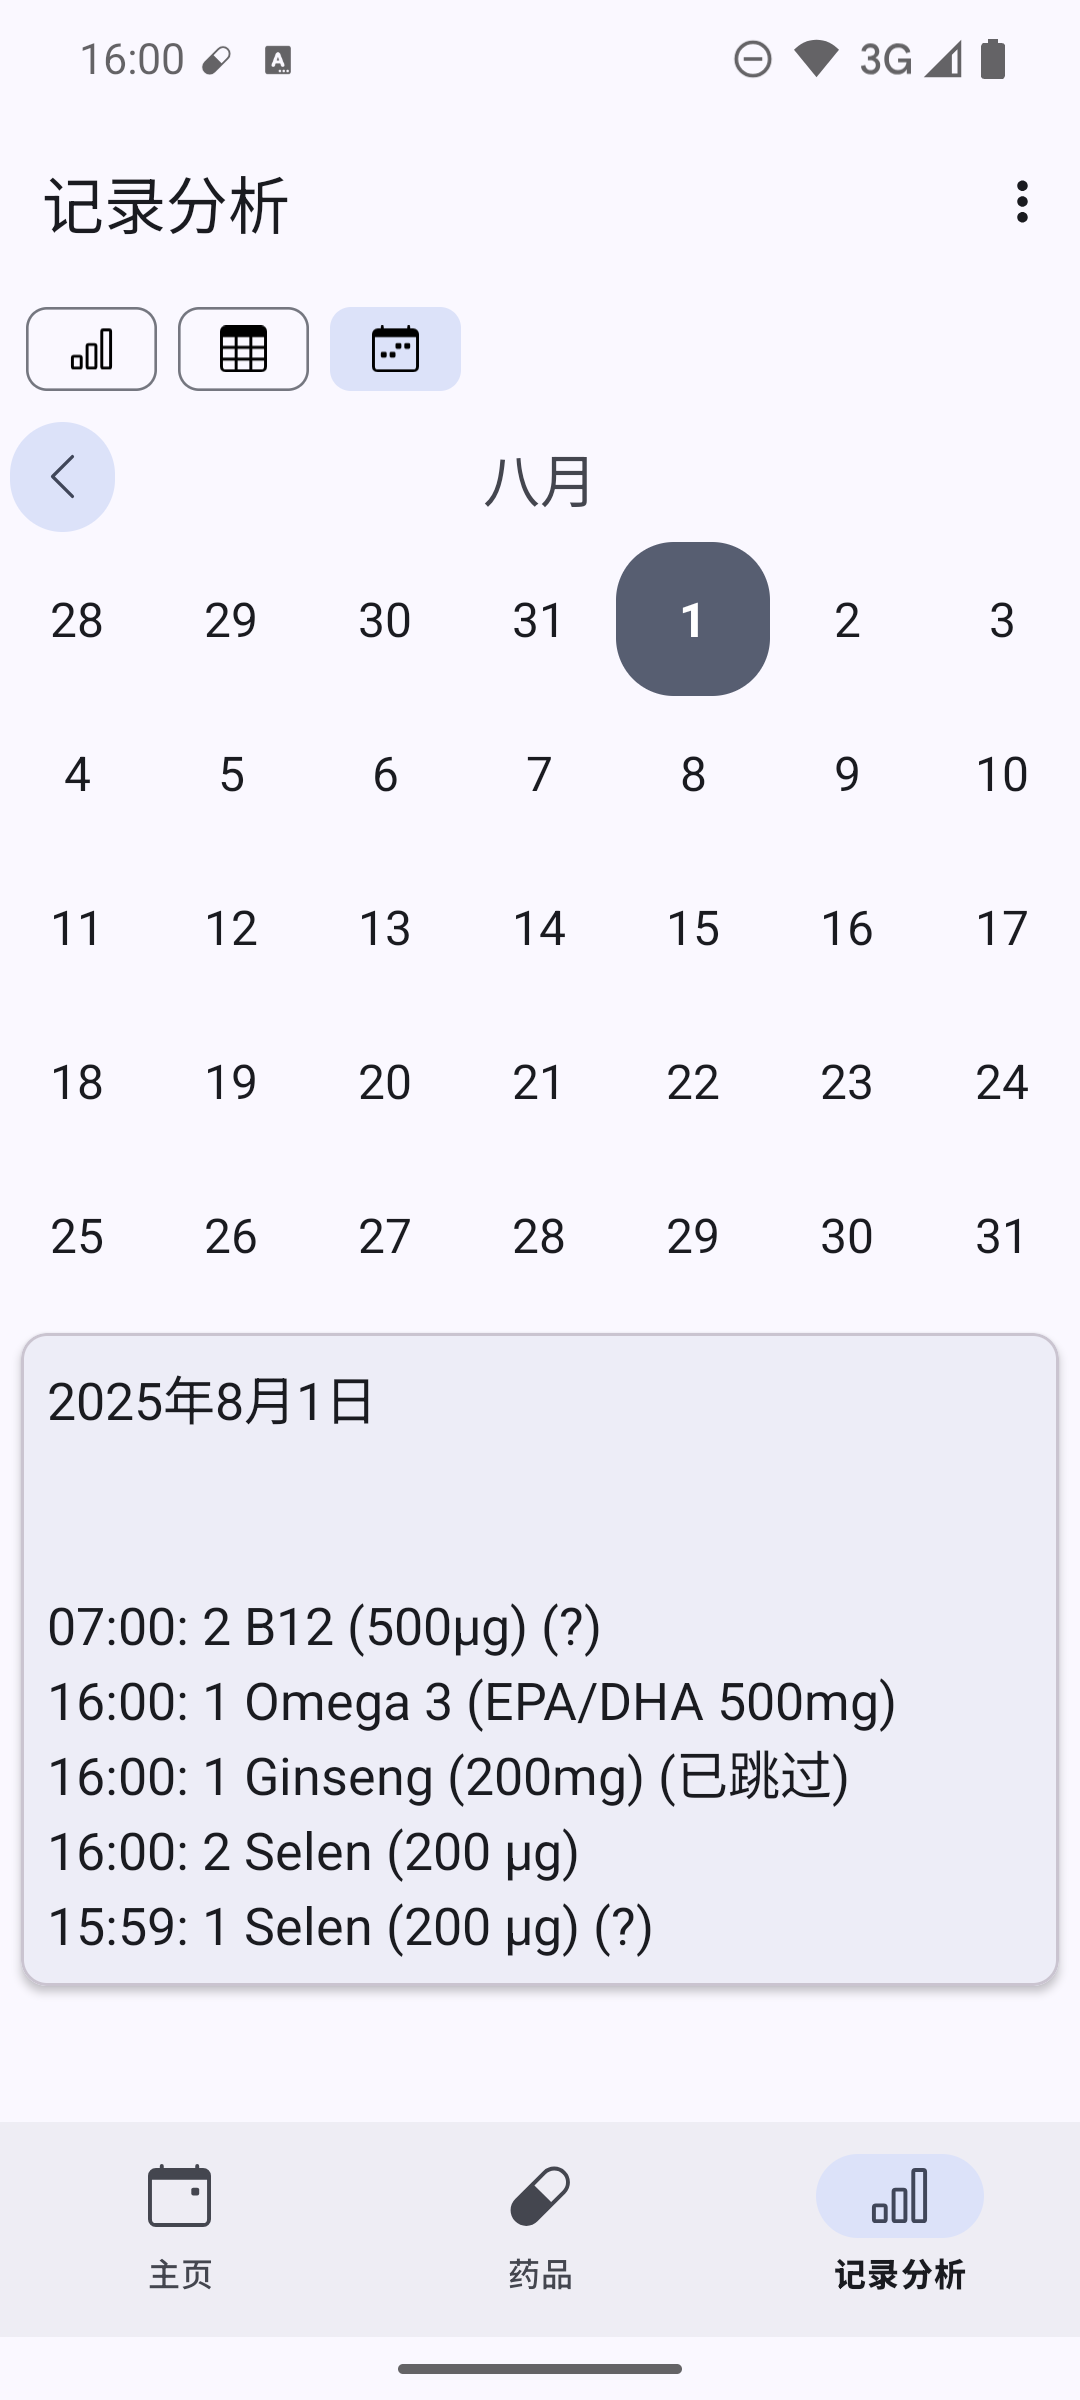 16:00
3G
记录分析
八月
28 29 30 31 1 2 3
4 5 6 7 8 9 10
11 12 13 14 15 16 17
18 19 20 21 22 23 24
25 26 27 28 29 30 31
2025年8月1日
07:00: 2 B12 (500µg) (?)
16:00: 1 Omega 3 (EPA/DHA 500mg)
16:00: 1 Ginseng (200mg) (已跳过)
16:00: 2 Selen (200 µg)
15:59: 1 Selen (200 µg) (?)
主页 药品 记录分析